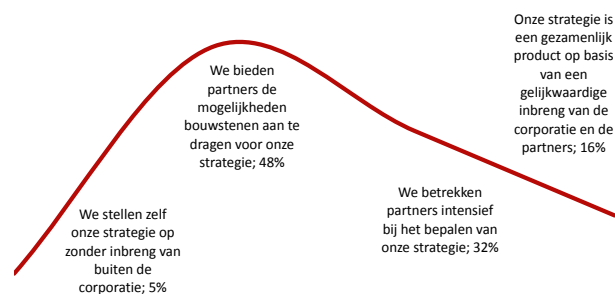 We stellen zelf
onze strategie op
zonder inbreng van
buiten de
corporatie; 5%
We bieden
partners de
mogelijkheden
bouwstenen aan te
dragen voor onze
strategie; 48%
We betrekken
partners intensief
bij het bepalen van
onze strategie; 32%
Onze strategie is
een gezamenlijk
product op basis
van een
gelijkwaardige
inbreng van de
corporatie en de
partners; 16%